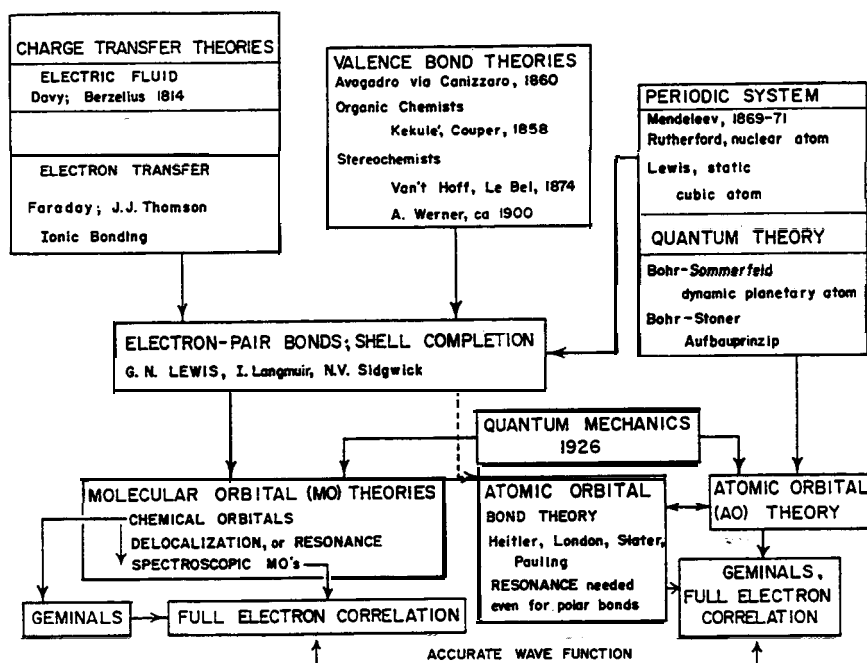 CHARGE TRANSFER THEORIES
ELECTRIC FLUID
Davy; Berzelius 1814
ELECTRON TRANSFER
Faraday; J.J. Thomson
Ionic Bonding
VALENCE BOND THEORIES
Avogadro via Canizzaro, 1860
Organic Chemists
Kekule', Couper, 1858
Stereochemists
Van't Hoff, Le Bel, 1874
A. Werner, ca 1900
PERIODIC SYSTEM
Mendeleev, 1869-71
Rutherford, nuclear atom
Lewis, static
cubic atom
QUANTUM THEORY
Bohr-Sommerfeld
dynamic planetary atom
Bohr-Stoner
Aufbauprinzip
ELECTRON-PAIR BONDS; SHELL COMPLETION
G. N. LEWIS, I. Langmuir, N.V. Sidgwick
QUANTUM MECHANICS
1926
MOLECULAR ORBITAL (MO) THEORIES
CHEMICAL ORBITALS
DELOCALIZATION, or RESONANCE
SPECTROSCOPIC MO's
ATOMIC ORBITAL
BOND THEORY
Heitler, London, Slater,
Pauling
RESONANCE needed
even for polar bonds
ATOMIC ORBITAL
(AO) THEORY
GEMINALS
FULL ELECTRON CORRELATION
GEMINALS,
FULL ELECTRON
CORRELATION
ACCURATE WAVE FUNCTION